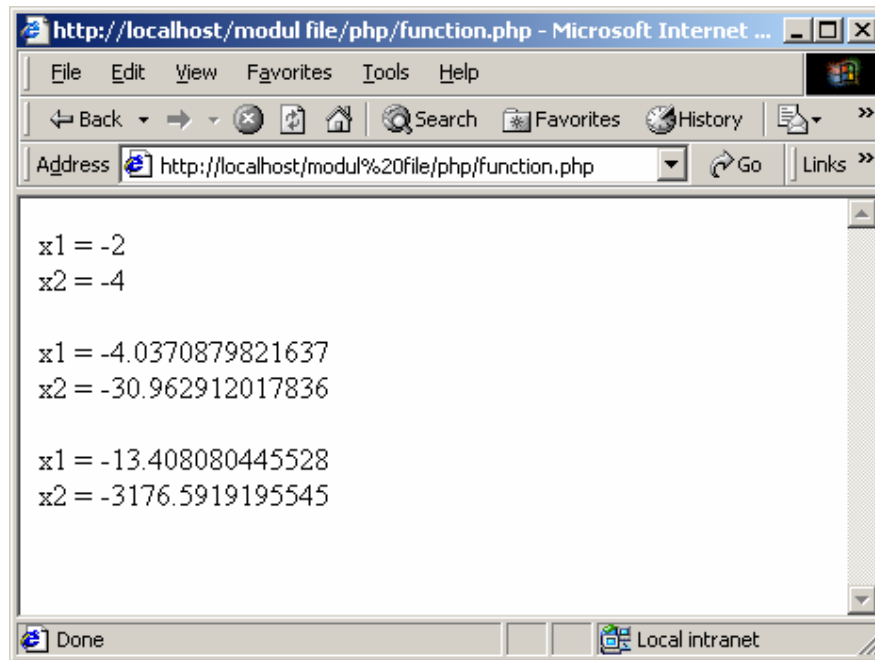 http://localhost/modul file/php/function.php - Microsoft Internet ...
File Edit View Favorites Tools Help
Back Search Favorites History »
Address http://localhost/modul%20file/php/function.php Go Links »
x1 = -2
x2 = -4
x1 = -4.0370879821637
x2 = -30.962912017836
x1 = -13.408080445528
x2 = -3176.5919195545
Done Local intranet